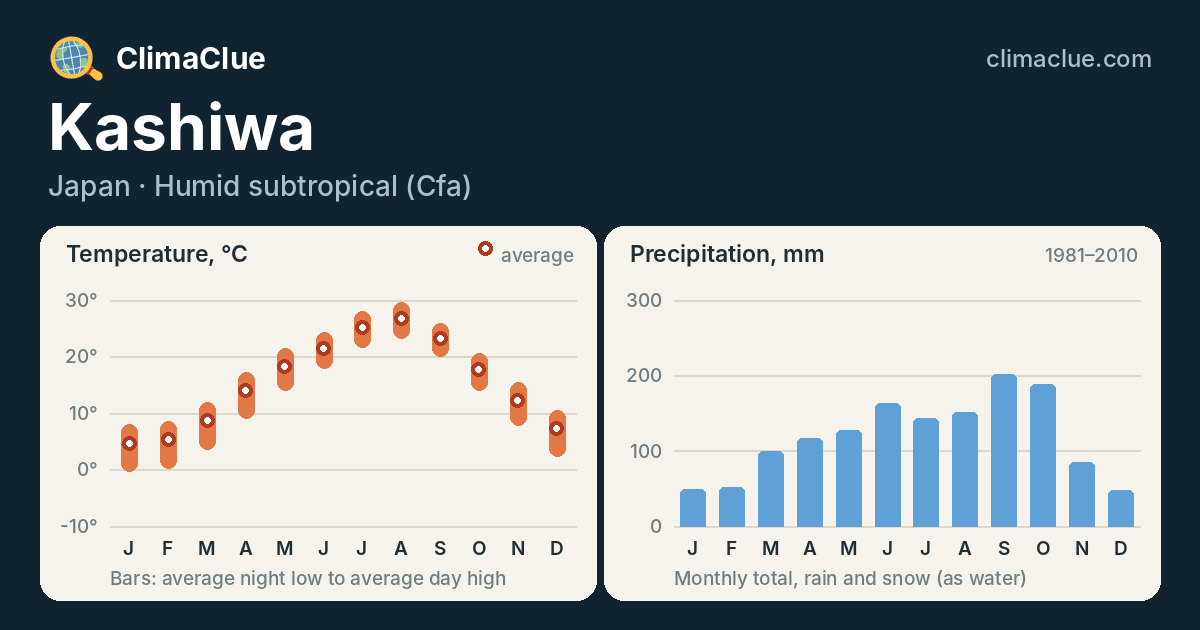 ClimaClue
climaclue.com
Kashiwa
Japan · Humid subtropical (Cfa)
Temperature, °C
average
30°
20°
10°
0°
-10°
J F M A M J J A S O N D
Bars: average night low to average day high
Precipitation, mm
1981–2010
300
200
100
0
J F M A M J J A S O N D
Monthly total, rain and snow (as water)